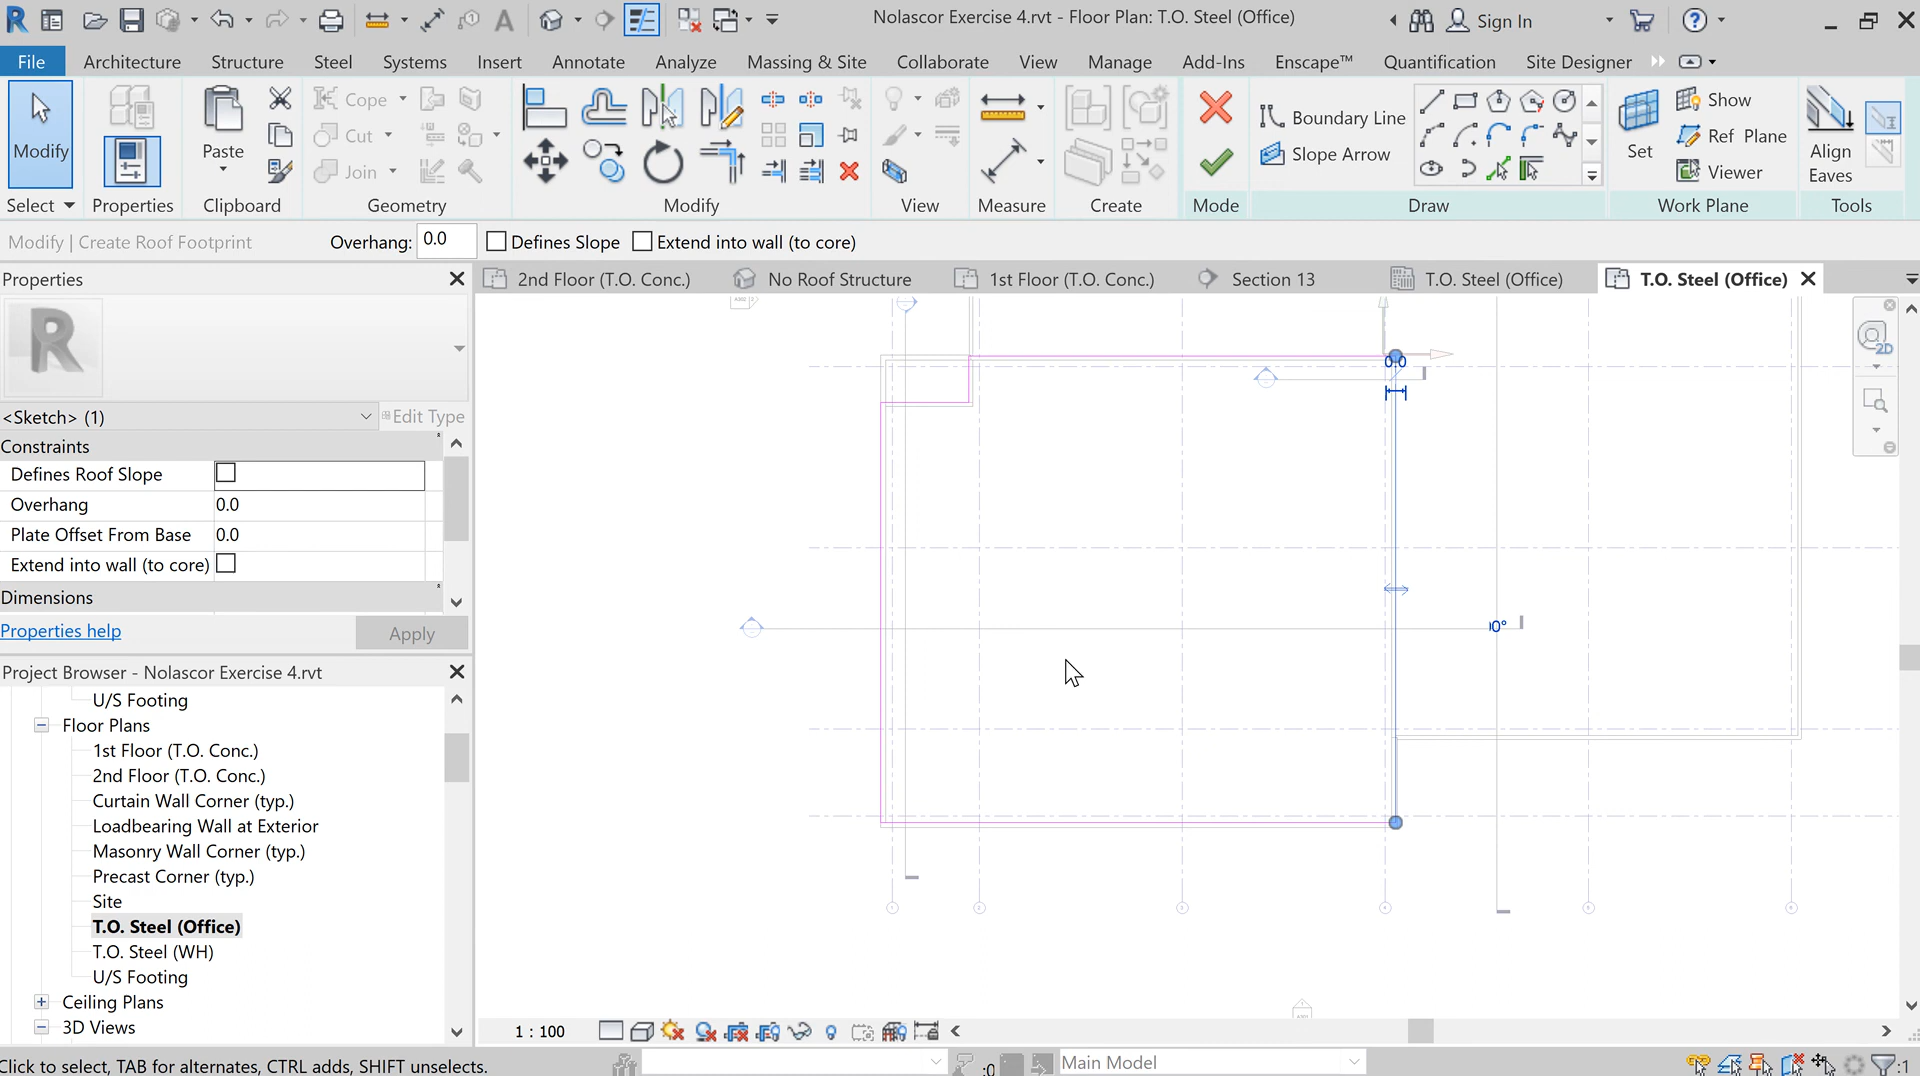 Nolascor Exercise 4.rvt - Floor Plan: T.O. Steel (Office)
Sign In
File Architecture Structure Steel Systems Insert Annotate Analyze Massing & Site Collaborate View Manage Add-Ins Enscape™ Quantification Site Designer
Modify
Paste
Cope
Cut
Join
Boundary Line
Slope Arrow
Set
Show
Ref Plane
Viewer
Align
Eaves
Select Properties Clipboard Geometry Modify View Measure Create Mode Draw Work Plane Tools
Modify | Create Roof Footprint Overhang: 0.0 Defines Slope Extend into wall (to core)
Properties
2nd Floor (T.O. Conc.) No Roof Structure 1st Floor (T.O. Conc.) Section 13 T.O. Steel (Office) T.O. Steel (Office)
R
<Sketch> (1) Edit Type
Constraints
Defines Roof Slope
Overhang 0.0
Plate Offset From Base 0.0
Extend into wall (to core)
Dimensions
Properties help Apply
Project Browser - Nolascor Exercise 4.rvt
U/S Footing
Floor Plans
1st Floor (T.O. Conc.)
2nd Floor (T.O. Conc.)
Curtain Wall Corner (typ.)
Loadbearing Wall at Exterior
Masonry Wall Corner (typ.)
Precast Corner (typ.)
Site
T.O. Steel (Office)
T.O. Steel (WH)
U/S Footing
Ceiling Plans
3D Views
0.0
2D
1 : 100
Click to select, TAB for alternates, CTRL adds, SHIFT unselects.
:0
Main Model
:1